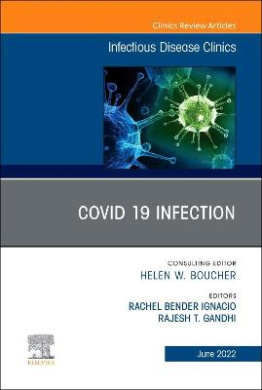 Clinics Review Articles
Infectious Disease Clinics
COVID 19 INFECTION
CONSULTING EDITOR
HELEN W. BOUCHER
EDITORS
RACHEL BENDER IGNACIO
RAJESH T. GANDHI
ELSEVIER
June 2022